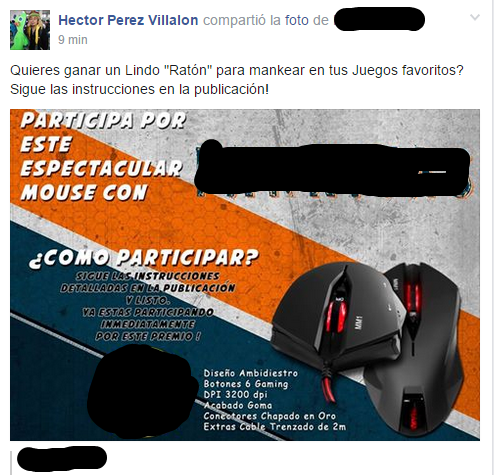 Hector Perez Villalon compartió la foto de
9 min
Quieres ganar un Lindo "Ratón" para mankear en tus Juegos favoritos?
Sigue las instrucciones en la publicación!
PARTICIPA POR
ESTE
ESPECTACULAR
MOUSE CON
¿COMO PARTICIPAR?
SIGUE LAS INSTRUCCIONES
DETALLADAS EN LA PUBLICACION
Y LISTO.
YA ESTAS PARTICIPANDO
INMEDIATAMENTE
POR ESTE PREMIO !
MM1
Diseño Ambidiestro
Botones 6 Gaming
DPI 3200 dpi
Acabado Goma
Conectores Chapado en Oro
Extras Cable Trenzado de 2m